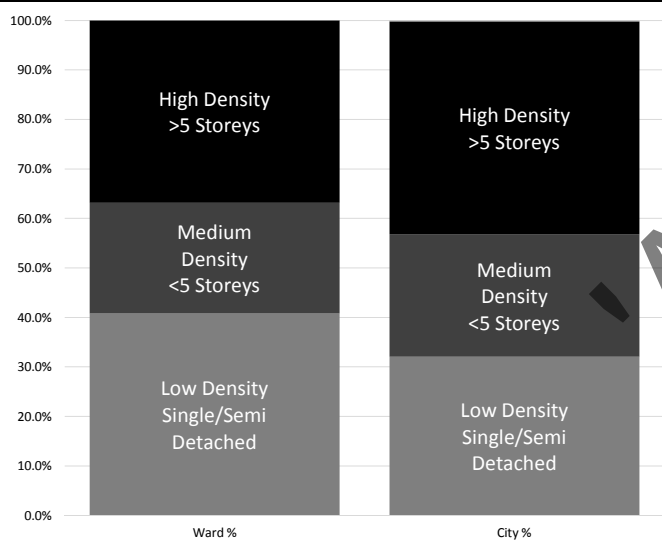 100.0%
90.0%
80.0%
70.0%
60.0%
50.0%
40.0%
30.0%
20.0%
10.0%
0.0%
High Density
>5 Storeys
Medium
Density
<5 Storeys
Low Density
Single/Semi
Detached
High Density
>5 Storeys
Medium
Density
<5 Storeys
Low Density
Single/Semi
Detached
Ward %
City %